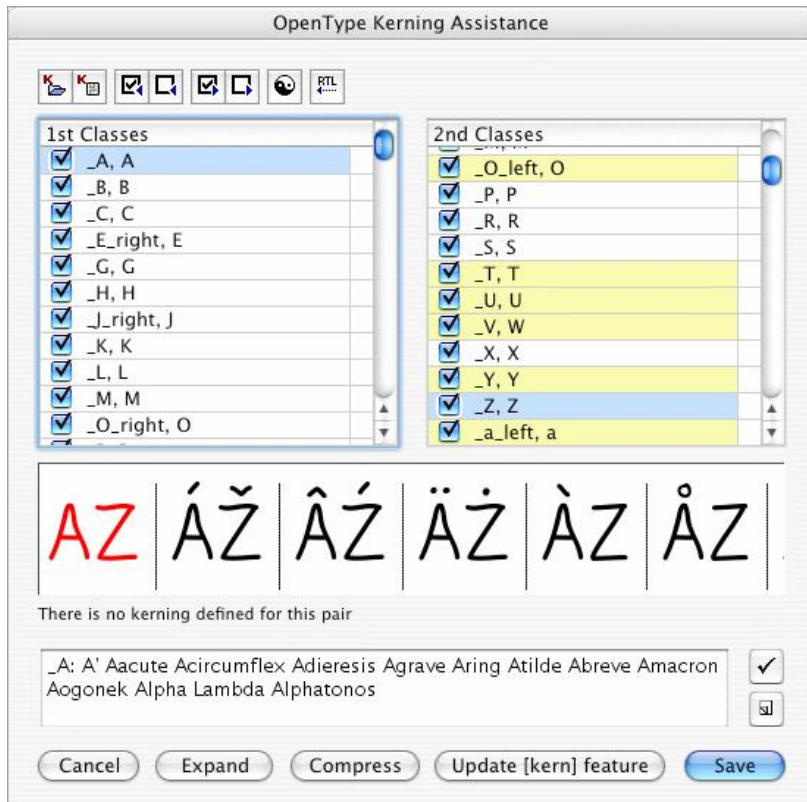 OpenType Kerning Assistance
K K RTL
1st Classes
_A, A
_B, B
_C, C
_E_right, E
_G, G
_H, H
_J_right, J
_K, K
_L, L
_M, M
_O_right, O
2nd Classes
_O_left, O
_P, P
_R, R
_S, S
_T, T
_U, U
_V, W
_X, X
_Y, Y
_Z, Z
_a_left, a
AZ ÁŽ ÂŹ ÄŻ ÀZ ÅZ
There is no kerning defined for this pair
_A: A' Aacute Acircumflex Adieresis Agrave Aring Atilde Abreve Amacron
Aogonek Alpha Lambda Alphatonos
Cancel Expand Compress Update [kern] feature Save